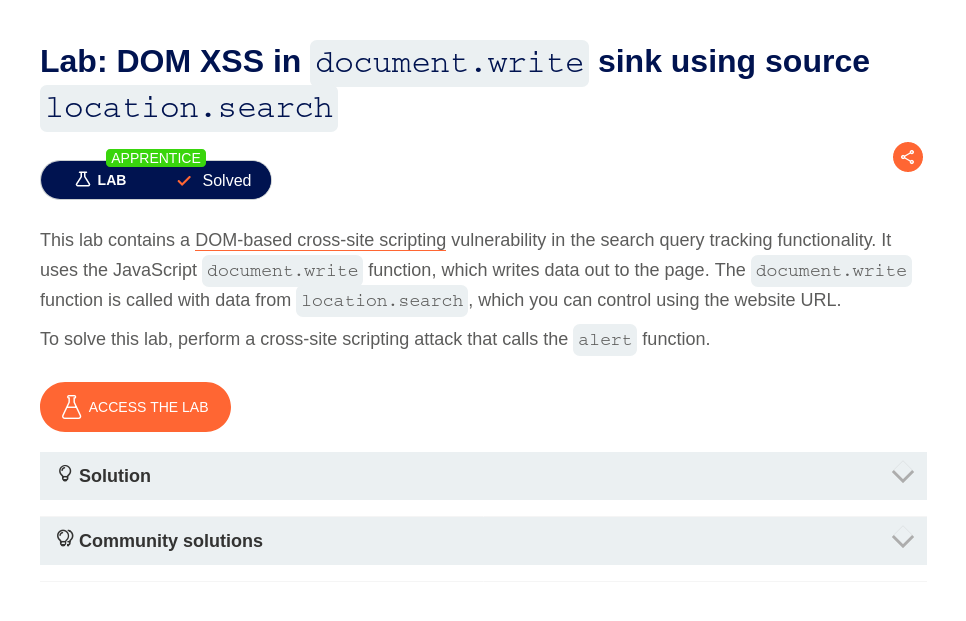 Lab: DOM XSS in document.write sink using source
location.search
APPRENTICE
LAB Solved
This lab contains a DOM-based cross-site scripting vulnerability in the search query tracking functionality. It
uses the JavaScript document.write function, which writes data out to the page. The document.write
function is called with data from location.search, which you can control using the website URL.
To solve this lab, perform a cross-site scripting attack that calls the alert function.
ACCESS THE LAB
Solution
Community solutions